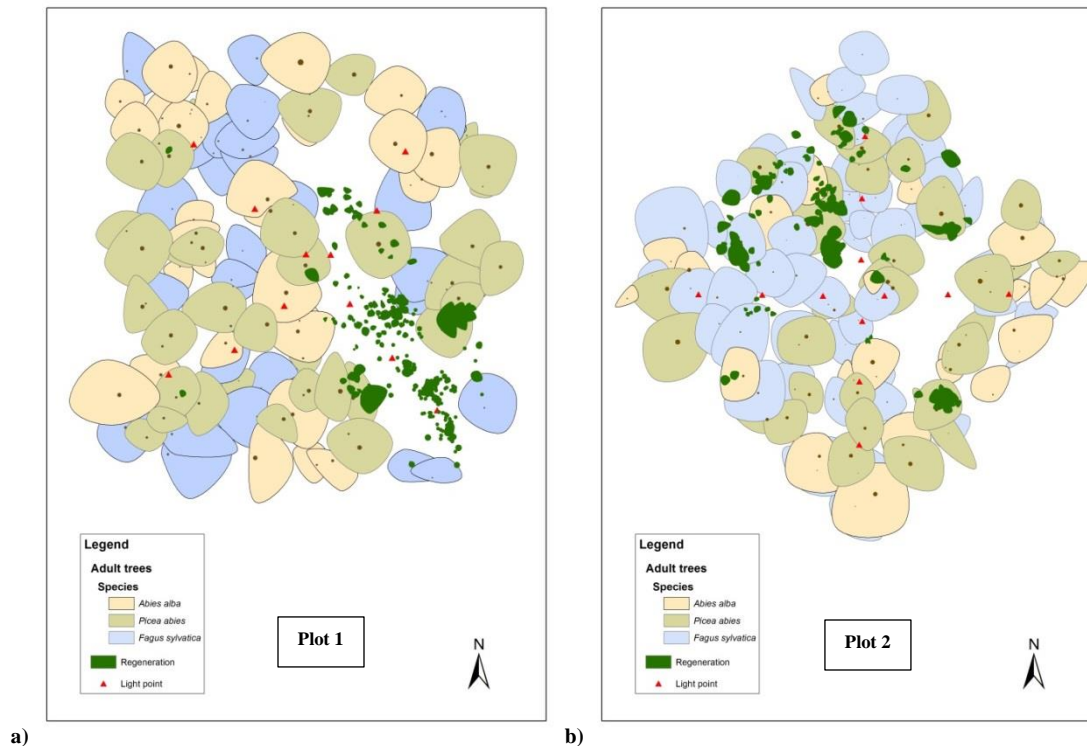 Legend
Adult trees
Species
Abies alba
Picea abies
Fagus sylvatica
Regeneration
Light point
Plot 1
N
a)
Legend
Adult trees
Species
Abies alba
Picea abies
Fagus sylvatica
Regeneration
Light point
Plot 2
N
b)